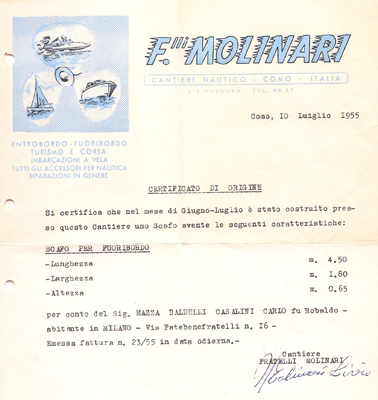 F.lli MOLINARI
CANTIERE NAUTICO - COMO - ITALIA
Como, 10 Luiglio 1955
ENTROBORDO - FUORIBORDO
TURISMO E CORSA
IMBARCAZIONI A VELA
TUTTI GLI ACCESSORI PER NAUTICA
RIPARAZIONI IN GENERE
CERTIFICATO DI ORIGINE
Si certifica che nel mese di Giugno-Luglio è stato costruito pres-
so questo Cantiere uno Scafo avente le seguenti caratteristiche:
SCAFO PER FUORIBORDO
-Lunghezza m. 4.50
-Larghezza m. 1.80
-Altezza m. 0.65
per conto del Sig. MAZZA BALDELLI CASALINI CARLO fu Robaldo-
abitante in MILANO - Via Fatebenefratelli n. 16-
Emessa fattura n. 23/55 in data odierna.-
Cantiere
FRATELLI MOLINARI